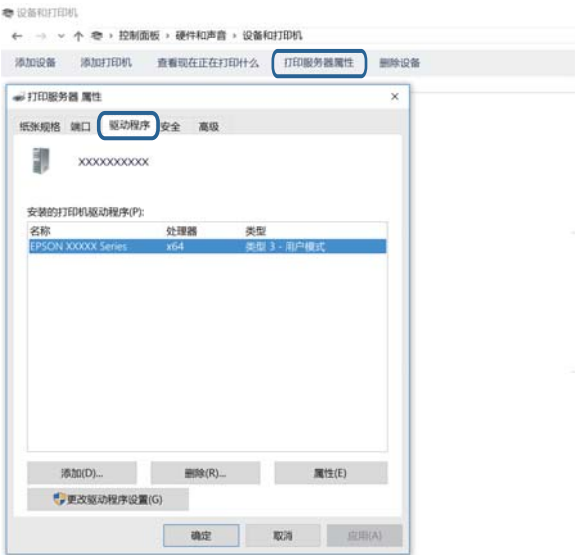 设备和打印机
控制面板 › 硬件和声音 › 设备和打印机
添加设备 添加打印机 查看现在正在打印什么 打印服务器属性 删除设备
打印服务器 属性
纸张规格 端口 驱动程序 安全 高级
XXXXXXXXXX
安装的打印机驱动程序(P):
名称 处理器 类型
EPSON XXXXX Series x64 类型 3 - 用户模式
添加(D)... 删除(R)... 属性(E)
更改驱动程序设置(G)
确定 取消 应用(A)